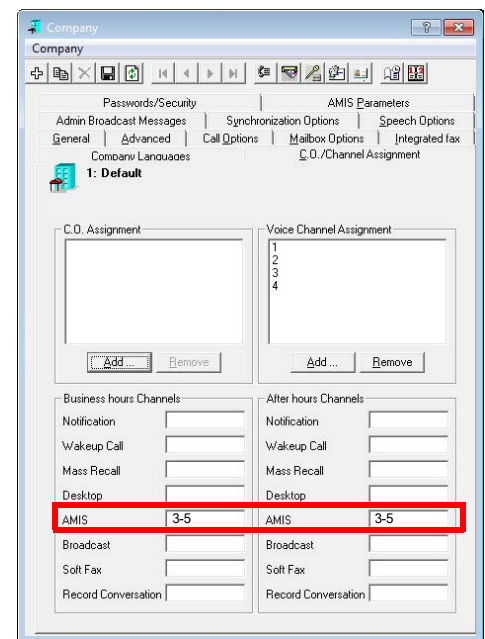 Company
Company
Passwords/Security AMIS Parameters
Admin Broadcast Messages Synchronization Options Speech Options
General Advanced Call Options Mailbox Options Integrated fax
Company Languages C.O./Channel Assignment
1: Default
C.O. Assignment Voice Channel Assignment
1
2
3
4
Add ... Remove Add ... Remove
Business hours Channels After hours Channels
Notification Notification
Wakeup Call Wakeup Call
Mass Recall Mass Recall
Desktop Desktop
AMIS 3-5 AMIS 3-5
Broadcast Broadcast
Soft Fax Soft Fax
Record Conversation Record Conversation